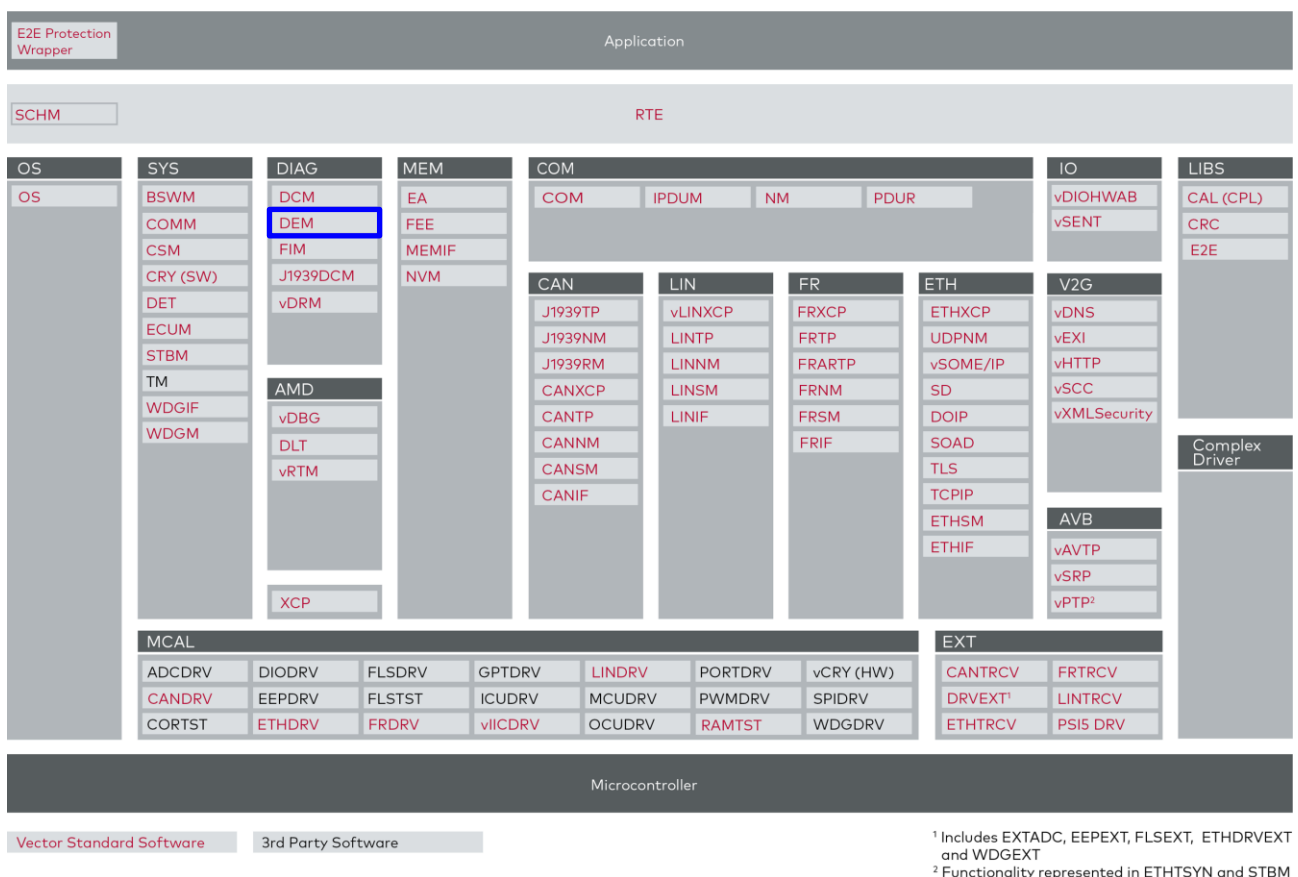 E2E Protection
Wrapper
Application
SCHM
RTE
OS
OS
SYS
BSWM
COMM
CSM
CRY (SW)
DET
ECUM
STBM
TM
WDGIF
WDGM
DIAG
DCM
DEM
FIM
J1939DCM
vDRM
AMD
vDBG
DLT
vRTM
XCP
MEM
EA
FEE
MEMIF
NVM
COM
COM IPDUM NM PDUR
CAN
J1939TP
J1939NM
J1939RM
CANXCP
CANTP
CANNM
CANSM
CANIF
LIN
vLINXCP
LINTP
LINNM
LINSM
LINIF
FR
FRXCP
FRTP
FRARTP
FRNM
FRSM
FRIF
ETH
ETHXCP
UDPNM
vSOME/IP
SD
DOIP
SOAD
TLS
TCPIP
ETHSM
ETHIF
IO
vDIOHWAB
vSENT
V2G
vDNS
vEXI
vHTTP
vSCC
vXMLSecurity
AVB
vAVTP
vSRP
vPTP²
LIBS
CAL (CPL)
CRC
E2E
Complex
Driver
MCAL
ADCDRV DIODRV FLSDRV GPTDRV LINDRV PORTDRV vCRY (HW)
CANDRV EEPDRV FLSTST ICUDRV MCUDRV PWMDRV SPIDRV
CORTST ETHDRV FRDRV vIICDRV OCUDRV RAMTST WDGDRV
EXT
CANTRCV FRTRCV
DRVEXT¹ LINTRCV
ETHTRCV PSI5 DRV
Microcontroller
Vector Standard Software 3rd Party Software
¹ Includes EXTADC, EEPEXT, FLSEXT, ETHDRVEXT
and WDGEXT
² Functionality represented in ETHTSYN and STBM